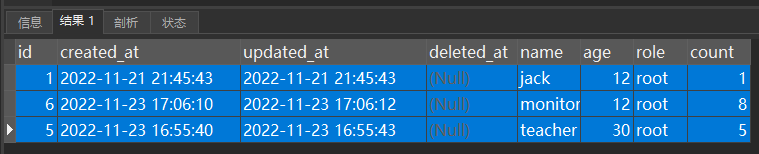 信息 结果 1 剖析 状态
id created_at updated_at deleted_at name age role count
1 2022-11-21 21:45:43 2022-11-21 21:45:43 (Null) jack 12 root 1
6 2022-11-23 17:06:10 2022-11-23 17:06:12 (Null) monitor 12 root 8
5 2022-11-23 16:55:40 2022-11-23 16:55:43 (Null) teacher 30 root 5